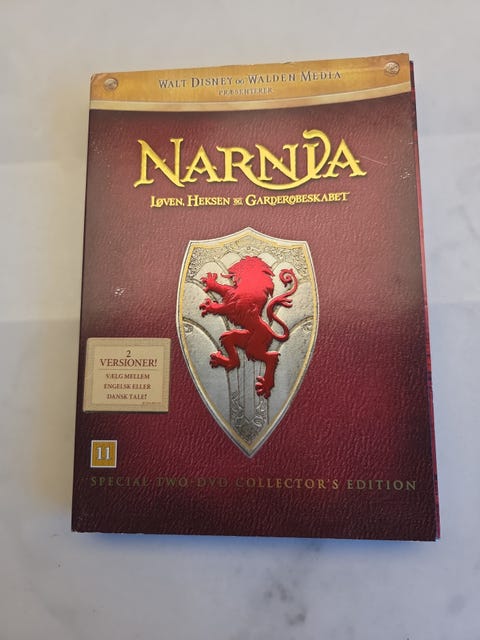 WALT DISNEY OG WALDEN MEDIA
PRÆSENTERER
NARNIA
LØVEN, HEKSEN OG GARDEROBESKABET
2
VERSIONER!
VÆLG MELLEM
ENGELSK ELLER
DANSK TALE!
11
SPECIAL TWO-DVD COLLECTOR'S EDITION